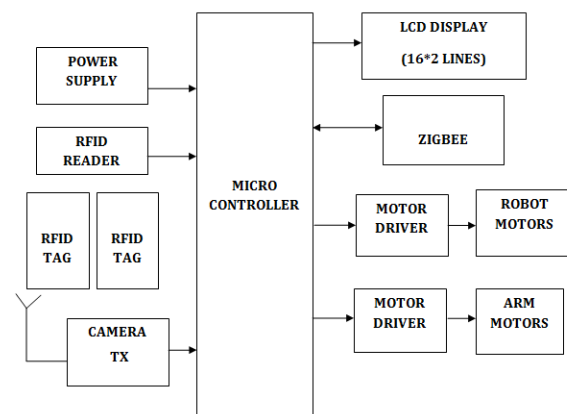 POWER
SUPPLY
RFID
READER
RFID
TAG
RFID
TAG
CAMERA
TX
MICRO
CONTROLLER
LCD DISPLAY
(16*2 LINES)
ZIGBEE
MOTOR
DRIVER
ROBOT
MOTORS
MOTOR
DRIVER
ARM
MOTORS